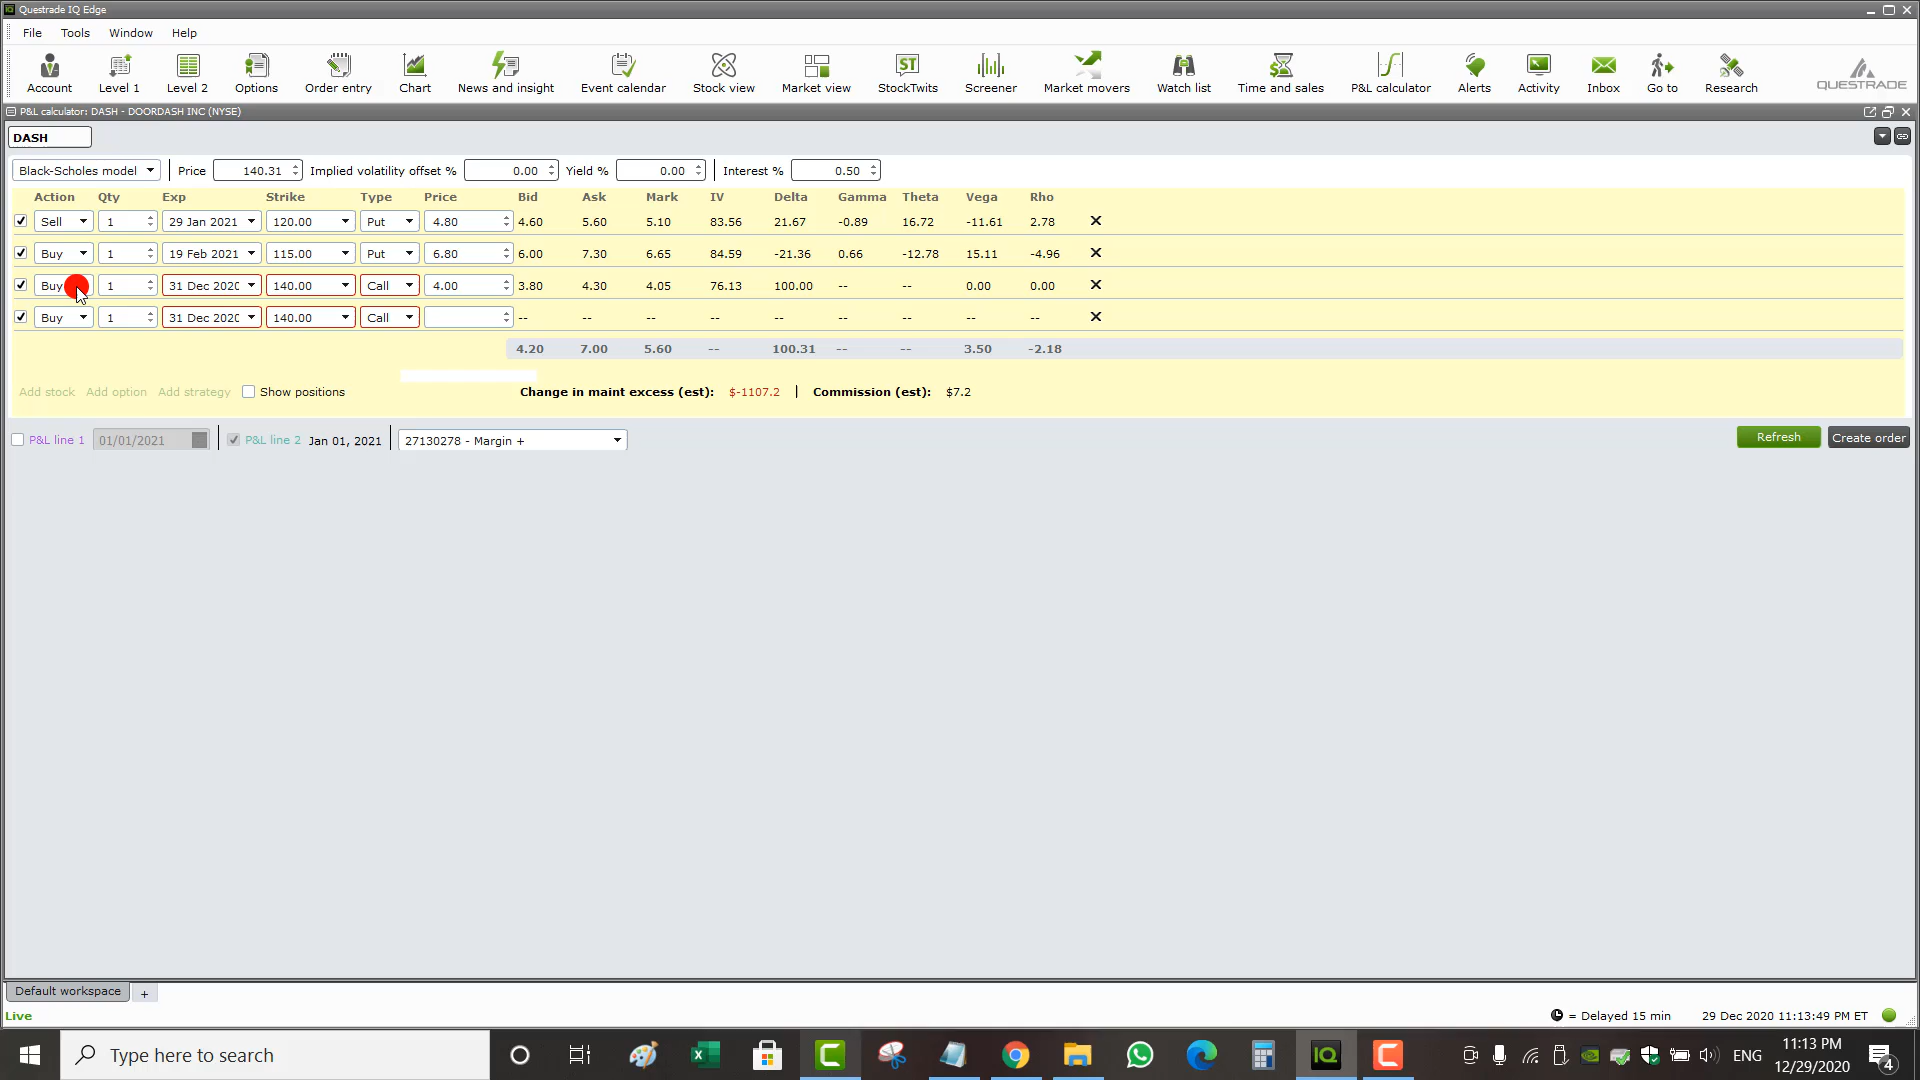 Questrade IQ Edge
File Tools Window Help
Account Level 1 Level 2 Options Order entry Chart News and insight Event calendar Stock view Market view StockTwits Screener Market movers Watch list Time and sales P&L calculator Alerts Activity Inbox Go to Research QUESTRADE
P&L calculator: DASH - DOORDASH INC (NYSE)
DASH
Black-Scholes model Price 140.31 Implied volatility offset % 0.00 Yield % 0.00 Interest % 0.50
Action Qty Exp Strike Type Price Bid Ask Mark IV Delta Gamma Theta Vega Rho
Sell 1 29 Jan 2021 120.00 Put 4.80 4.60 5.60 5.10 83.56 21.67 -0.89 16.72 -11.61 2.78
Buy 1 19 Feb 2021 115.00 Put 6.80 6.00 7.30 6.65 84.59 -21.36 0.66 -12.78 15.11 -4.96
Buy 1 31 Dec 2020 140.00 Call 4.00 3.80 4.30 4.05 76.13 100.00 -- -- 0.00 0.00
Buy 1 31 Dec 2020 140.00 Call -- -- -- -- -- -- -- -- --
4.20 7.00 5.60 -- 100.31 -- -- 3.50 -2.18
Add stock Add option Add strategy Show positions Change in maint excess (est): $-1107.2 | Commission (est): $7.2
P&L line 1 01/01/2021 P&L line 2 Jan 01, 2021 27130278 - Margin + Refresh Create order
Default workspace +
Live = Delayed 15 min 29 Dec 2020 11:13:49 PM ET
Type here to search IQ ENG 11:13 PM
12/29/2020 4